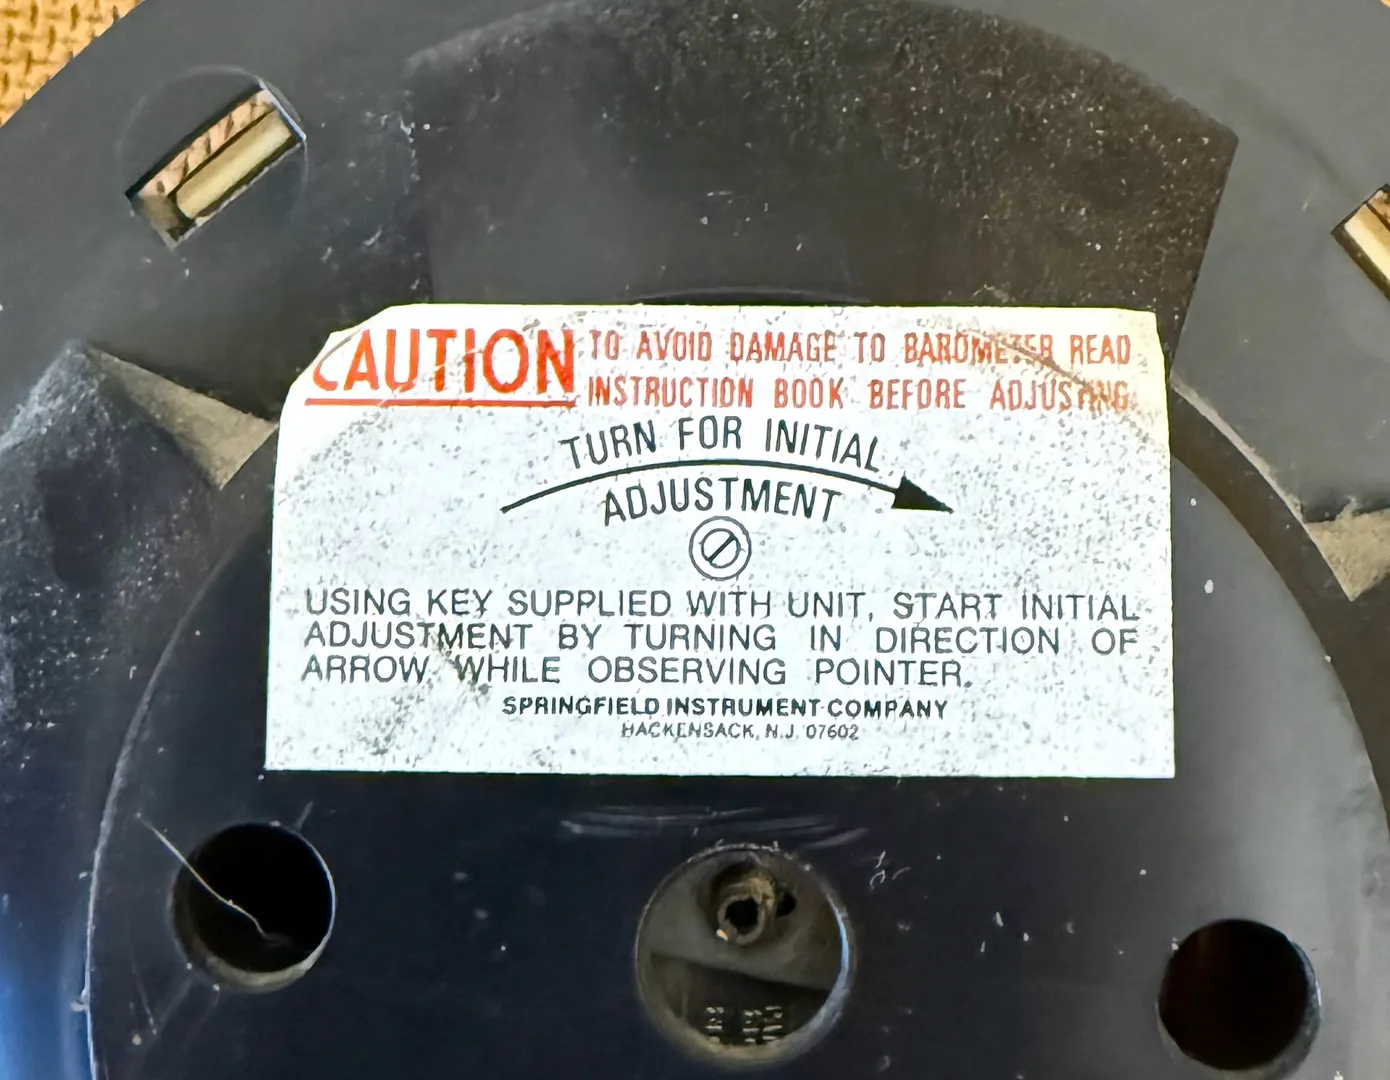 CAUTION TO AVOID DAMAGE TO BAROMETER READ
INSTRUCTION BOOK BEFORE ADJUSTING
TURN FOR INITIAL
ADJUSTMENT
USING KEY SUPPLIED WITH UNIT, START INITIAL
ADJUSTMENT BY TURNING IN DIRECTION OF
ARROW WHILE OBSERVING POINTER.
SPRINGFIELD INSTRUMENT COMPANY
HACKENSACK, N.J. 07602